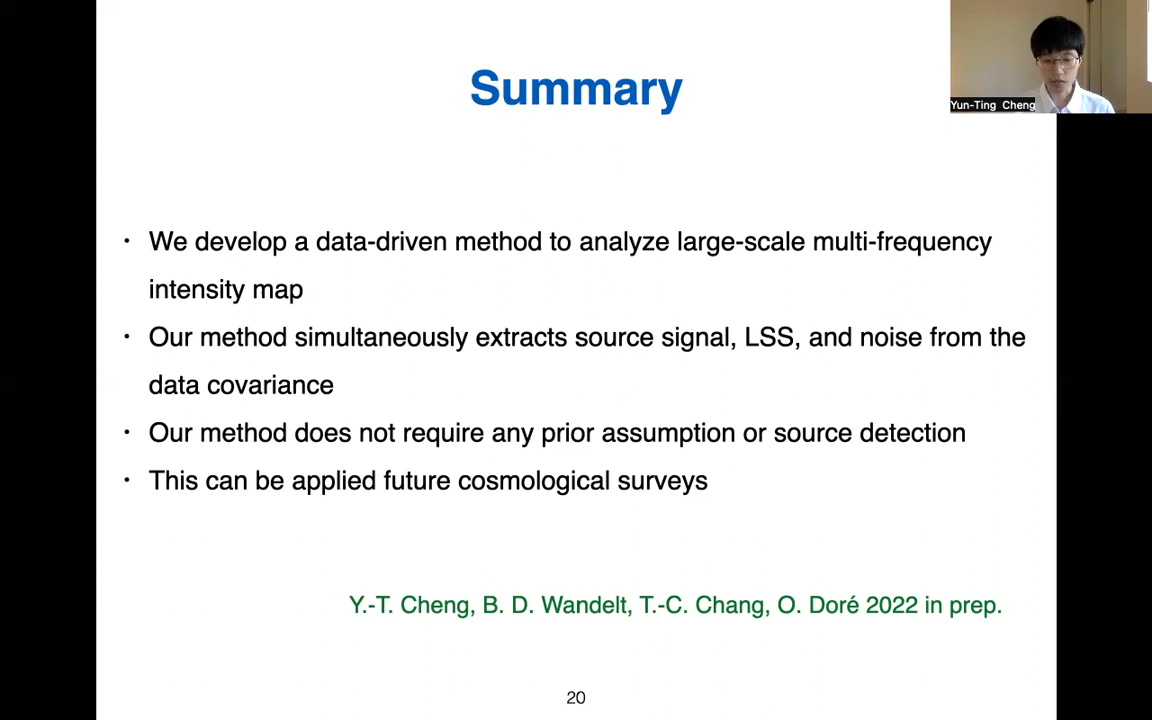 Summary
Yun-Ting Cheng
• We develop a data-driven method to analyze large-scale multi-frequency
intensity map
• Our method simultaneously extracts source signal, LSS, and noise from the
data covariance
• Our method does not require any prior assumption or source detection
• This can be applied future cosmological surveys
Y.-T. Cheng, B. D. Wandelt, T.-C. Chang, O. Doré 2022 in prep.
20